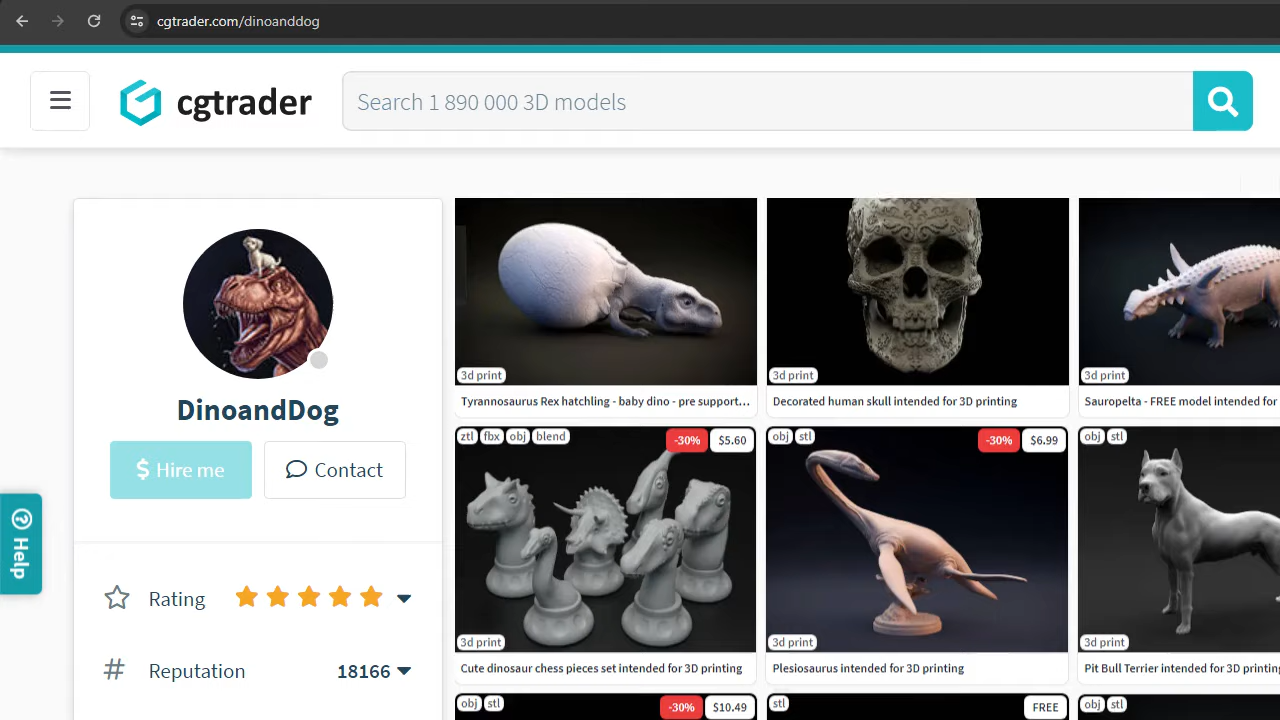 cgtrader.com/dinoanddog
cgtrader
Search 1 890 000 3D models
DinoandDog
$ Hire me
Contact
Help
Rating
# Reputation 18166
3d print
Tyrannosaurus Rex hatchling - baby dino - pre support...
3d print
Decorated human skull intended for 3D printing
3d print
Sauropelta - FREE model intended for
ztl fbx obj blend -30% $5.60
3d print
Cute dinosaur chess pieces set intended for 3D printing
obj stl -30% $6.99
3d print
Plesiosaurus intended for 3D printing
obj stl
3d print
Pit Bull Terrier intended for 3D printing
obj stl -30% $10.49
stl FREE
obj stl